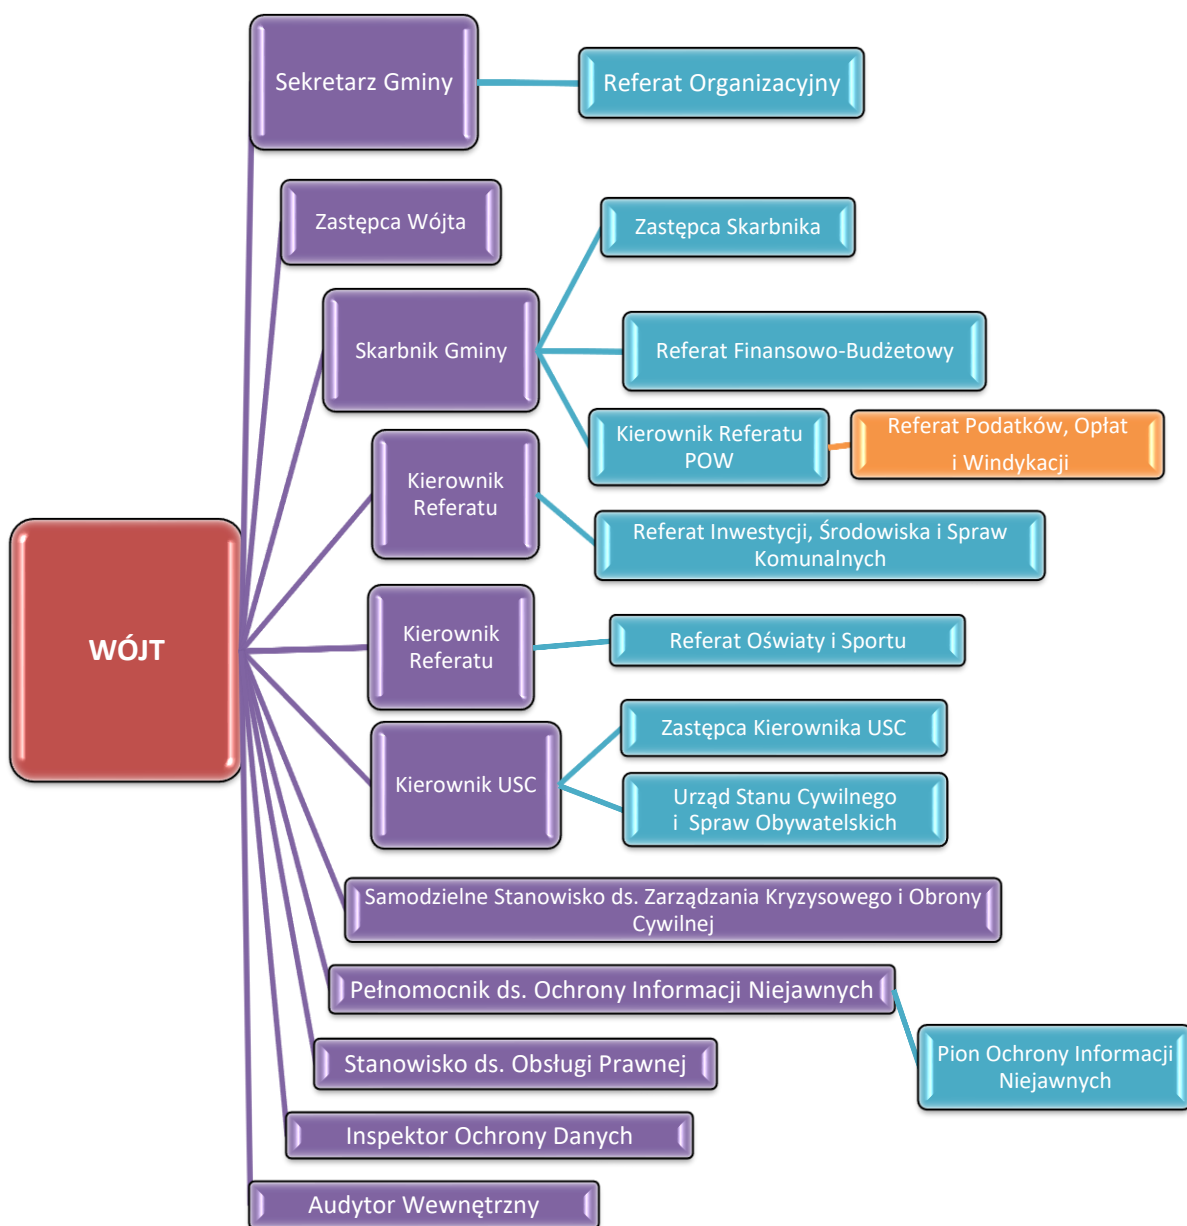 Sekretarz Gminy
Referat Organizacyjny
Zastępca Wójta
Zastępca Skarbnika
Skarbnik Gminy
Referat Finansowo-Budżetowy
Kierownik Referatu
POW
Referat Podatków, Opłat
i Windykacji
Kierownik
Referatu
Referat Inwestycji, Środowiska i Spraw
Komunalnych
WÓJT
Kierownik
Referatu
Referat Oświaty i Sportu
Kierownik USC
Zastępca Kierownika USC
Urząd Stanu Cywilnego
i Spraw Obywatelskich
Samodzielne Stanowisko ds. Zarządzania Kryzysowego i Obrony
Cywilnej
Pełnomocnik ds. Ochrony Informacji Niejawnych
Pion Ochrony Informacji
Niejawnych
Stanowisko ds. Obsługi Prawnej
Inspektor Ochrony Danych
Audytor Wewnętrzny